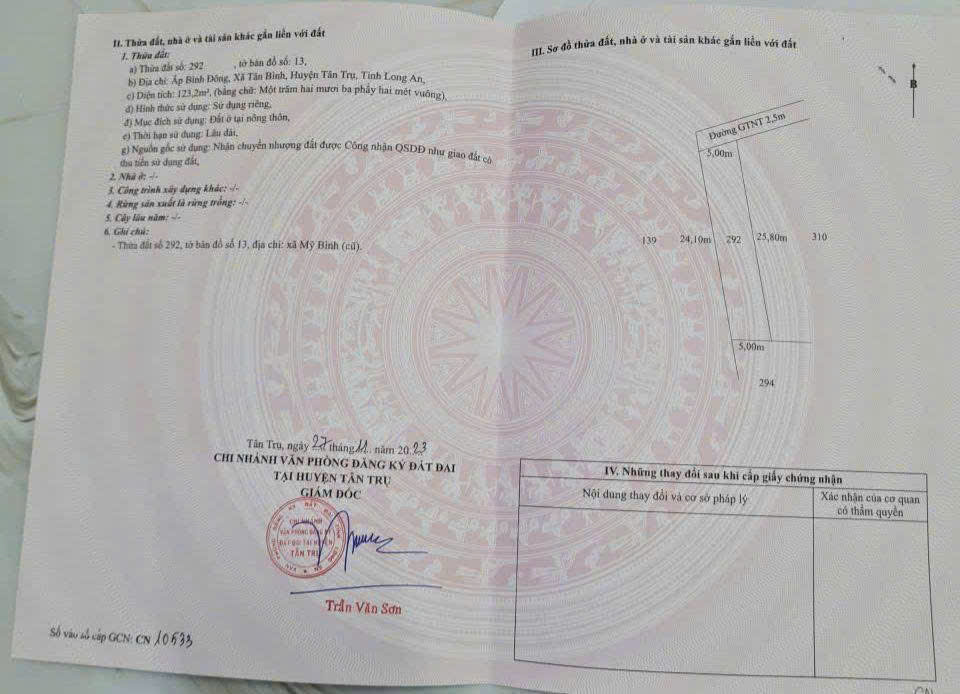 II. Thửa đất, nhà ở và tài sản khác gắn liền với đất
1. Thửa đất:
a) Thửa đất số: 292 , tờ bản đồ số: 13,
b) Địa chỉ: Ấp Bình Đông, Xã Tân Bình, Huyện Tân Trụ, Tỉnh Long An,
c) Diện tích: 123,2m², (bằng chữ: Một trăm hai mươi ba phẩy hai mét vuông),
d) Hình thức sử dụng: Sử dụng riêng,
đ) Mục đích sử dụng: Đất ở tại nông thôn,
e) Thời hạn sử dụng: Lâu dài,
g) Nguồn gốc sử dụng: Nhận chuyển nhượng đất được Công nhận QSDĐ như giao đất có
thu tiền sử dụng đất,
2. Nhà ở: -/-
3. Công trình xây dựng khác: -/-
4. Rừng sản xuất là rừng trồng: -/-
5. Cây lâu năm: -/-
6. Ghi chú:
- Thửa đất số 292, tờ bản đồ số 13, địa chỉ: xã Mỹ Bình (cũ).
Tân Trụ, ngày 27 tháng 11 năm 2023
CHI NHÁNH VĂN PHÒNG ĐĂNG KÝ ĐẤT ĐAI
TẠI HUYỆN TÂN TRỤ
GIÁM ĐỐC
CHI NHÁNH
VĂN PHÒNG ĐĂNG KÝ
ĐẤT ĐAI TẠI HUYỆN
TÂN TRỤ
Trần Văn Sơn
Số vào sổ cấp GCN: CN 10533
III. Sơ đồ thửa đất, nhà ở và tài sản khác gắn liền với đất
B
Đường GTNT 2,5m
5,00m
139 24,10m 292 25,80m 310
5,00m
294
IV. Những thay đổi sau khi cấp giấy chứng nhận
Nội dung thay đổi và cơ sở pháp lý
Xác nhận của cơ quan
có thẩm quyền